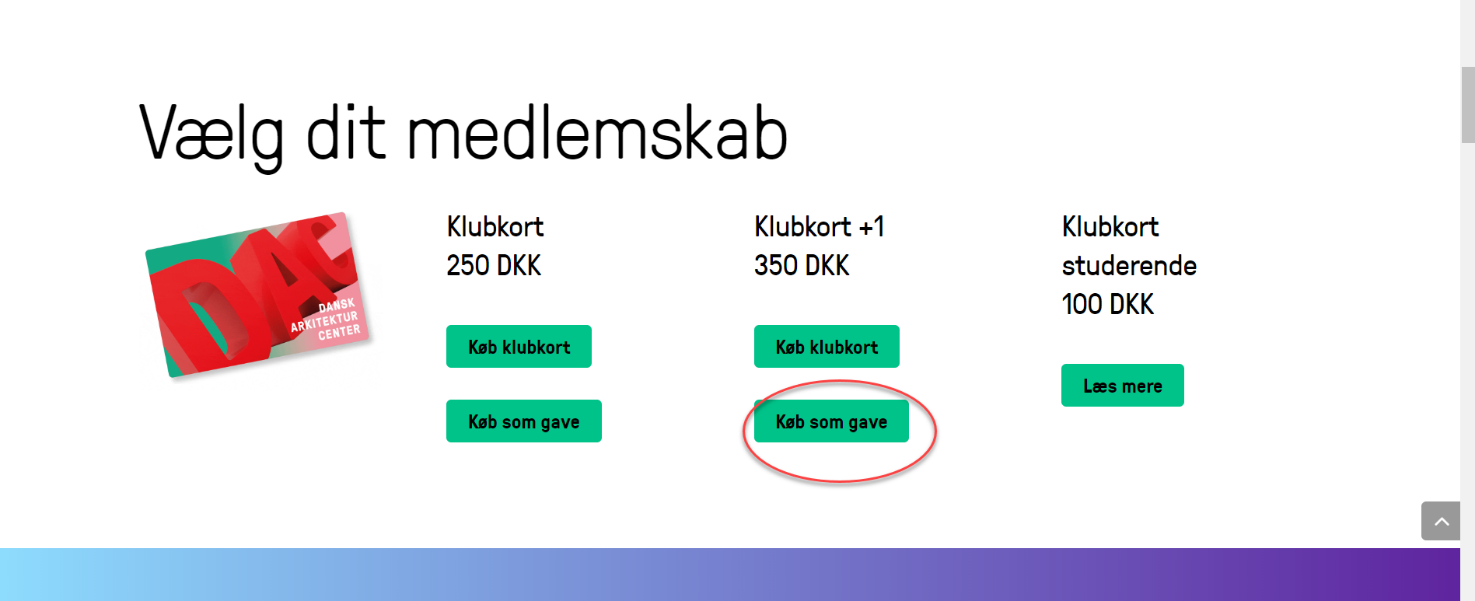 Vælg dit medlemskab
DAC
DANSK
ARKITEKTUR
CENTER
Klubkort
250 DKK
Køb klubkort
Køb som gave
Klubkort +1
350 DKK
Køb klubkort
Køb som gave
Klubkort
studerende
100 DKK
Læs mere